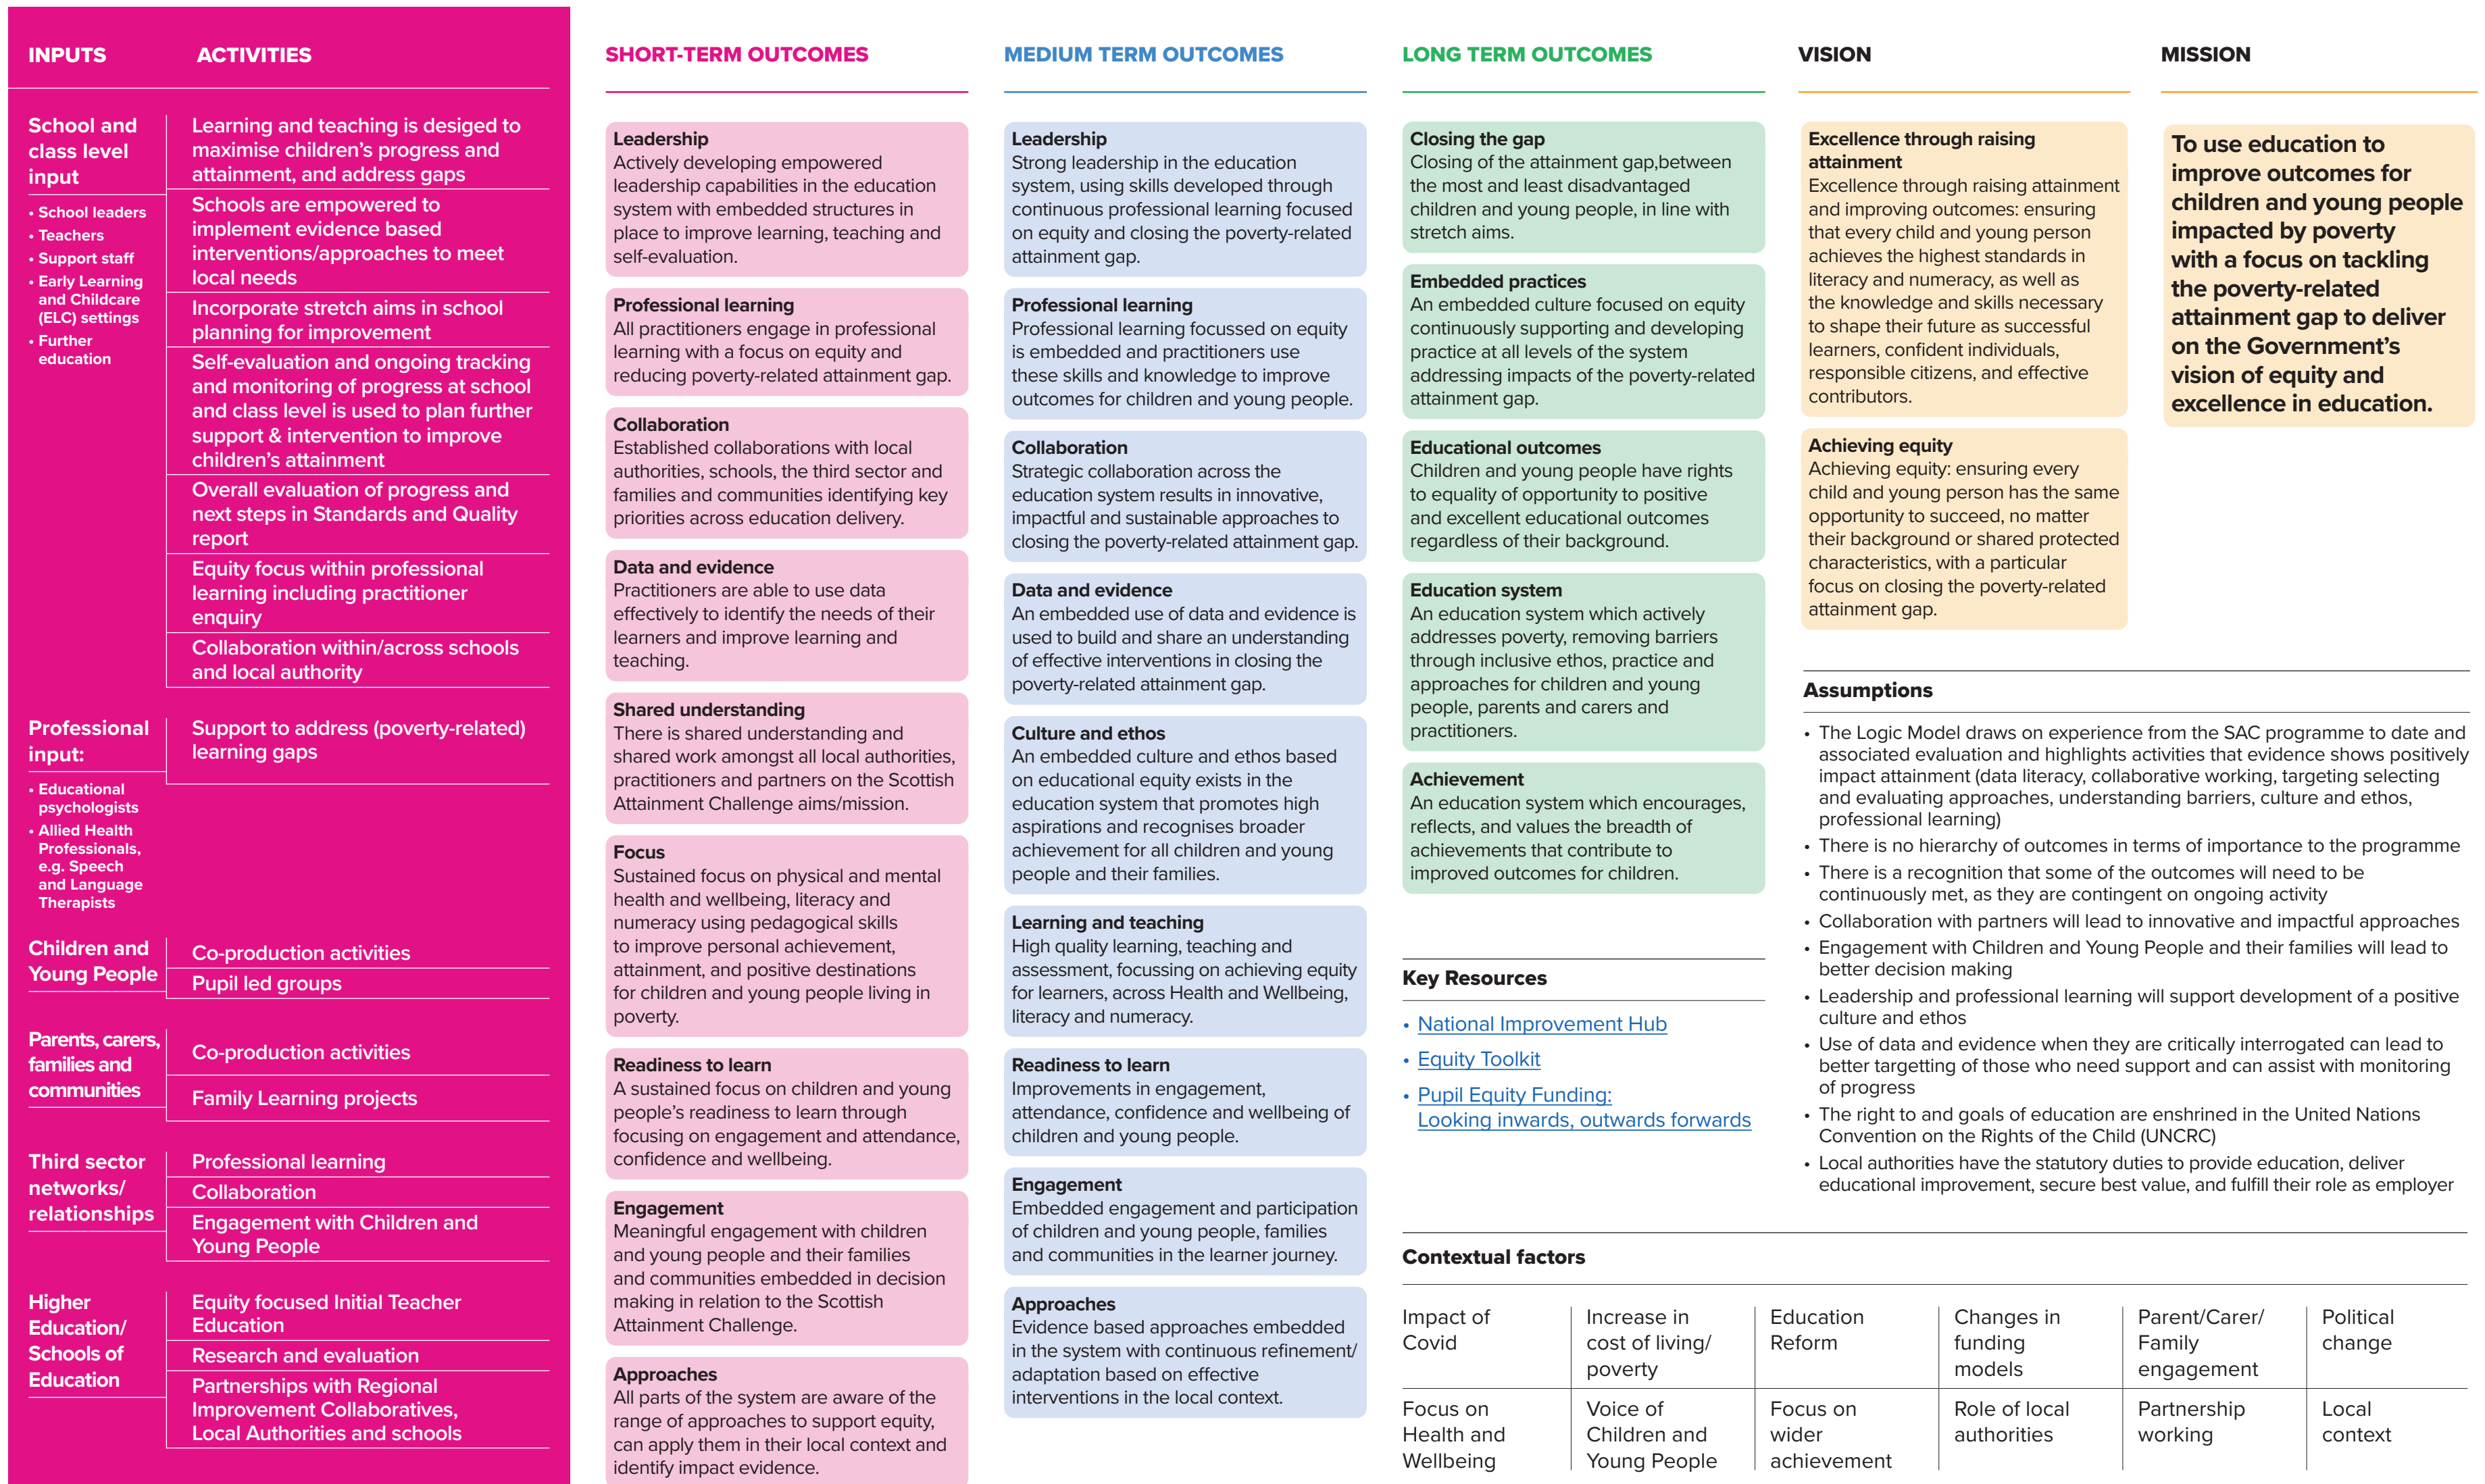 INPUTS
ACTIVITIES
School and
class level
input
• School leaders
• Teachers
• Support staff
• Early Learning
and Childcare
(ELC) settings
• Further
education
Learning and teaching is desiged to
maximise children’s progress and
attainment, and address gaps
Schools are empowered to
implement evidence based
interventions/approaches to meet
local needs
Incorporate stretch aims in school
planning for improvement
Self-evaluation and ongoing tracking
and monitoring of progress at school
and class level is used to plan further
support & intervention to improve
children’s attainment
Overall evaluation of progress and
next steps in Standards and Quality
report
Equity focus within professional
learning including practitioner
enquiry
Collaboration within/across schools
and local authority
Professional
input:
• Educational
psychologists
• Allied Health
Professionals,
e.g. Speech
and Language
Therapists
Support to address (poverty-related)
learning gaps
Children and
Young People
Co-production activities
Pupil led groups
Parents, carers,
families and
communities
Co-production activities
Family Learning projects
Third sector
networks/
relationships
Professional learning
Collaboration
Engagement with Children and
Young People
Higher
Education/
Schools of
Education
Equity focused Initial Teacher
Education
Research and evaluation
Partnerships with Regional
Improvement Collaboratives,
Local Authorities and schools
SHORT-TERM OUTCOMES
Leadership
Actively developing empowered
leadership capabilities in the education
system with embedded structures in
place to improve learning, teaching and
self-evaluation.
Professional learning
All practitioners engage in professional
learning with a focus on equity and
reducing poverty-related attainment gap.
Collaboration
Established collaborations with local
authorities, schools, the third sector and
families and communities identifying key
priorities across education delivery.
Data and evidence
Practitioners are able to use data
effectively to identify the needs of their
learners and improve learning and
teaching.
Shared understanding
There is shared understanding and
shared work amongst all local authorities,
practitioners and partners on the Scottish
Attainment Challenge aims/mission.
Focus
Sustained focus on physical and mental
health and wellbeing, literacy and
numeracy using pedagogical skills
to improve personal achievement,
attainment, and positive destinations
for children and young people living in
poverty.
Readiness to learn
A sustained focus on children and young
people’s readiness to learn through
focusing on engagement and attendance,
confidence and wellbeing.
Engagement
Meaningful engagement with children
and young people and their families
and communities embedded in decision
making in relation to the Scottish
Attainment Challenge.
Approaches
All parts of the system are aware of the
range of approaches to support equity,
can apply them in their local context and
identify impact evidence.
MEDIUM TERM OUTCOMES
Leadership
Strong leadership in the education
system, using skills developed through
continuous professional learning focused
on equity and closing the poverty-related
attainment gap.
Professional learning
Professional learning focussed on equity
is embedded and practitioners use
these skills and knowledge to improve
outcomes for children and young people.
Collaboration
Strategic collaboration across the
education system results in innovative,
impactful and sustainable approaches to
closing the poverty-related attainment gap.
Data and evidence
An embedded use of data and evidence is
used to build and share an understanding
of effective interventions in closing the
poverty-related attainment gap.
Culture and ethos
An embedded culture and ethos based
on educational equity exists in the
education system that promotes high
aspirations and recognises broader
achievement for all children and young
people and their families.
Learning and teaching
High quality learning, teaching and
assessment, focussing on achieving equity
for learners, across Health and Wellbeing,
literacy and numeracy.
Readiness to learn
Improvements in engagement,
attendance, confidence and wellbeing of
children and young people.
Engagement
Embedded engagement and participation
of children and young people, families
and communities in the learner journey.
Approaches
Evidence based approaches embedded
in the system with continuous refinement/
adaptation based on effective
interventions in the local context.
LONG TERM OUTCOMES
Closing the gap
Closing of the attainment gap,between
the most and least disadvantaged
children and young people, in line with
stretch aims.
Embedded practices
An embedded culture focused on equity
continuously supporting and developing
practice at all levels of the system
addressing impacts of the poverty-related
attainment gap.
Educational outcomes
Children and young people have rights
to equality of opportunity to positive
and excellent educational outcomes
regardless of their background.
Education system
An education system which actively
addresses poverty, removing barriers
through inclusive ethos, practice and
approaches for children and young
people, parents and carers and
practitioners.
Achievement
An education system which encourages,
reflects, and values the breadth of
achievements that contribute to
improved outcomes for children.
Key Resources
• National Improvement Hub
• Equity Toolkit
• Pupil Equity Funding:
Looking inwards, outwards forwards
VISION
Excellence through raising
attainment
Excellence through raising attainment
and improving outcomes: ensuring
that every child and young person
achieves the highest standards in
literacy and numeracy, as well as
the knowledge and skills necessary
to shape their future as successful
learners, confident individuals,
responsible citizens, and effective
contributors.
Achieving equity
Achieving equity: ensuring every
child and young person has the same
opportunity to succeed, no matter
their background or shared protected
characteristics, with a particular
focus on closing the poverty-related
attainment gap.
MISSION
To use education to
improve outcomes for
children and young people
impacted by poverty
with a focus on tackling
the poverty-related
attainment gap to deliver
on the Government’s
vision of equity and
excellence in education.
Assumptions
• The Logic Model draws on experience from the SAC programme to date and
associated evaluation and highlights activities that evidence shows positively
impact attainment (data literacy, collaborative working, targeting selecting
and evaluating approaches, understanding barriers, culture and ethos,
professional learning)
• There is no hierarchy of outcomes in terms of importance to the programme
• There is a recognition that some of the outcomes will need to be
continuously met, as they are contingent on ongoing activity
• Collaboration with partners will lead to innovative and impactful approaches
• Engagement with Children and Young People and their families will lead to
better decision making
• Leadership and professional learning will support development of a positive
culture and ethos
• Use of data and evidence when they are critically interrogated can lead to
better targetting of those who need support and can assist with monitoring
of progress
• The right to and goals of education are enshrined in the United Nations
Convention on the Rights of the Child (UNCRC)
• Local authorities have the statutory duties to provide education, deliver
educational improvement, secure best value, and fulfill their role as employer
Contextual factors
Impact of
Covid
Increase in
cost of living/
poverty
Education
Reform
Changes in
funding
models
Parent/Carer/
Family
engagement
Political
change
Focus on
Health and
Wellbeing
Voice of
Children and
Young People
Focus on
wider
achievement
Role of local
authorities
Partnership
working
Local
context